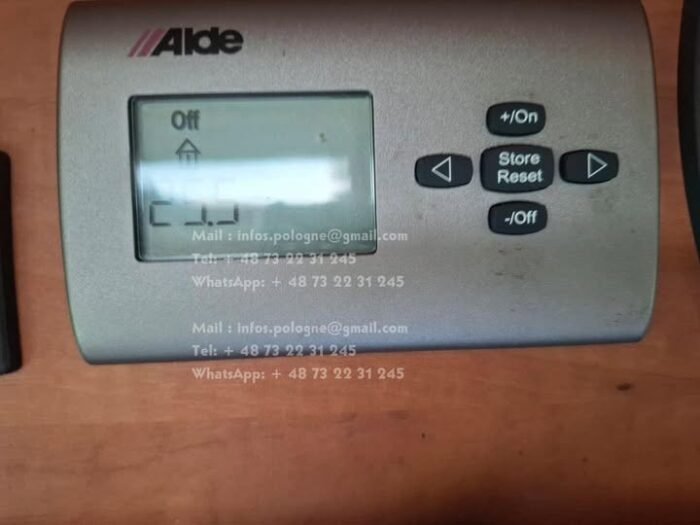 Alde
Off
+/On
Store
Reset
-/Off
Mail : infos.pologne@gmail.com
Tel: + 48 73 22 31 245
WhatsApp: + 48 73 22 31 245
Mail : infos.pologne@gmail.com
Tel: + 48 73 22 31 245
WhatsApp: + 48 73 22 31 245